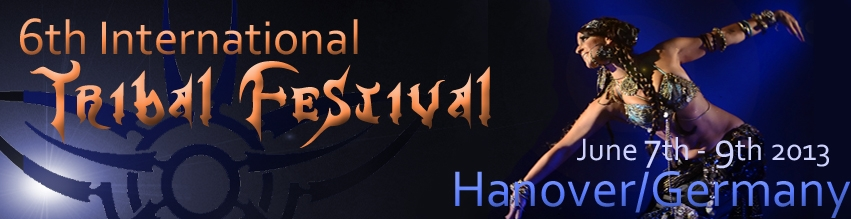 6th International
Tribal Festival
June 7th - 9th 2013
Hanover/Germany